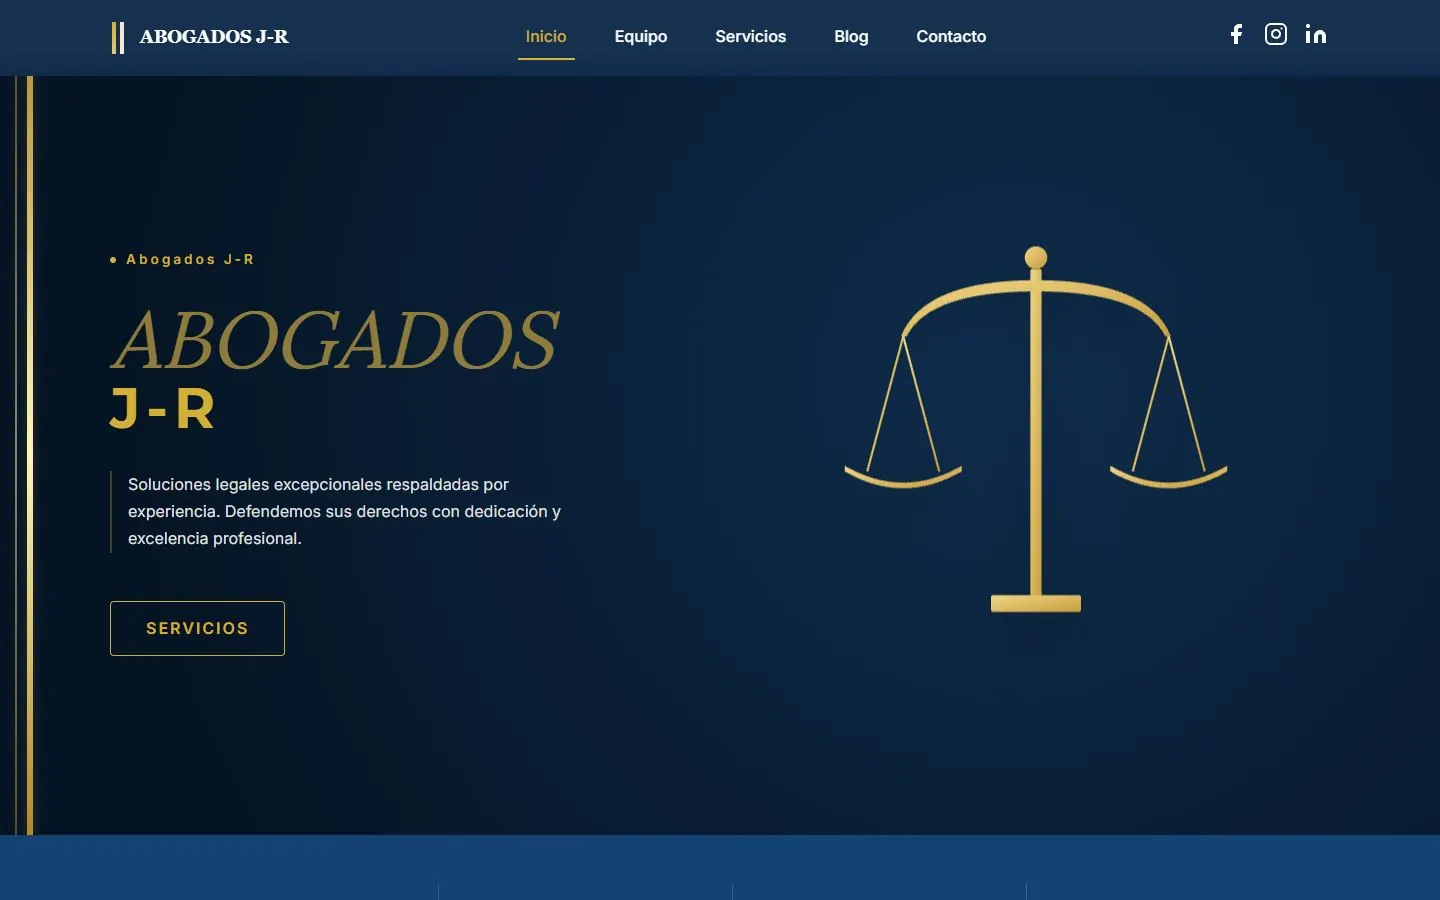 ABOGADOS J-R
Inicio
Equipo
Servicios
Blog
Contacto
Abogados J-R
ABOGADOS
J-R
Soluciones legales excepcionales respaldadas por
experiencia. Defendemos sus derechos con dedicación y
excelencia profesional.
SERVICIOS